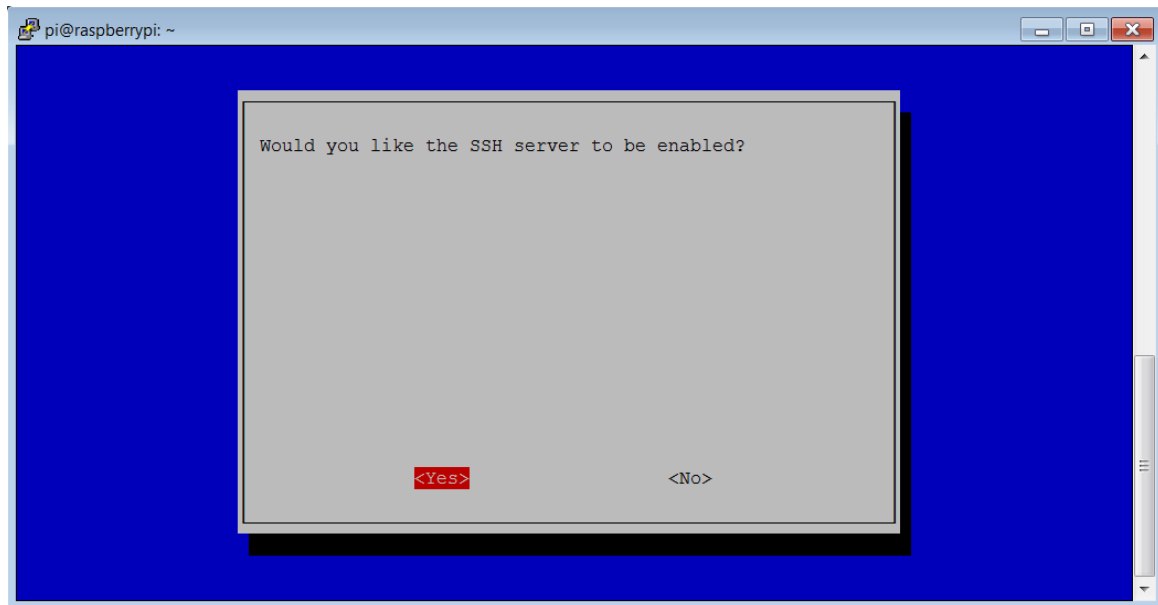 pi@raspberrypi: ~
Would you like the SSH server to be enabled?
<Yes> <No>